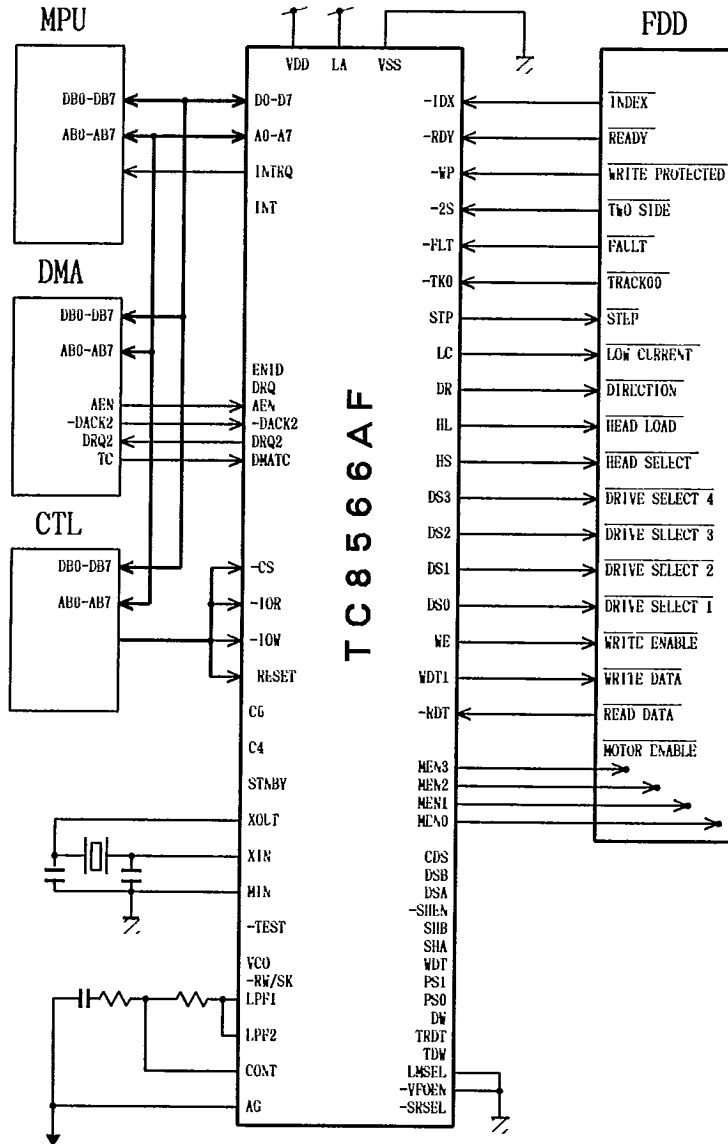 MPU
DB0-DB7
AB0-AB7
DMA
DB0-DB7
AB0-AB7
AEN
-DACK2
DRQ2
TC
CTL
DB0-DB7
AB0-AB7
VDD
LA
VSS
D0-D7
A0-A7
INTRQ
INT
ENID
DRQ
AEN
-DACK2
DRQ2
DMATC
-CS
-IOR
-IOW
RESET
C6
C4
STNBY
XOUT
XIN
MIN
-TEST
VCO
-RW/SK
LPF1
LPF2
CONT
AG
TC8566AF
-IDX
-RDY
-WP
-2S
-FLT
-TK0
STP
LC
DR
HL
HS
DS3
DS2
DS1
DS0
WE
WDT1
-RDT
MEN3
MEN2
MEN1
MEN0
CDS
DSB
DSA
-SHEN
SHB
SHA
WDT
PS1
PS0
DW
TRDT
TDW
LMSEL
-VFOEN
-SRSEL
FDD
INDEX
READY
WRITE PROTECTED
TWO SIDE
FAULT
TRACK00
STEP
LOW CURRENT
DIRECTION
HEAD LOAD
HEAD SELECT
DRIVE SELECT 4
DRIVE SELECT 3
DRIVE SELECT 2
DRIVE SELECT 1
WRITE ENABLE
WRITE DATA
READ DATA
MOTOR ENABLE